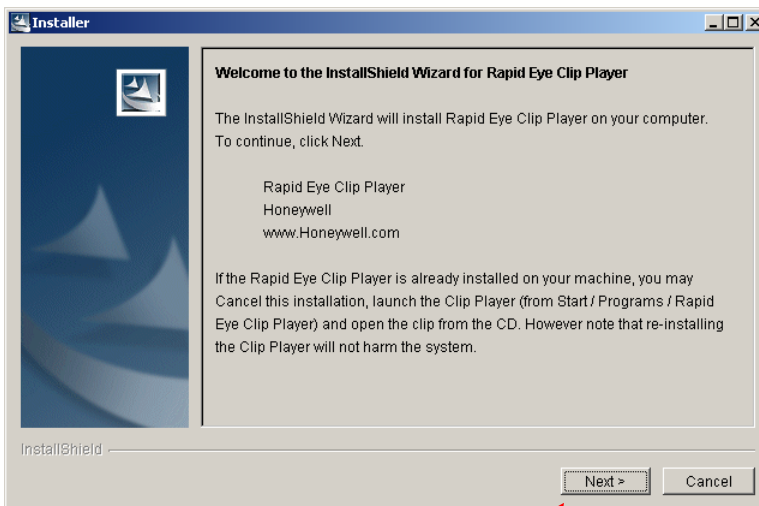 Installer
Welcome to the InstallShield Wizard for Rapid Eye Clip Player
The InstallShield Wizard will install Rapid Eye Clip Player on your computer.
To continue, click Next.
Rapid Eye Clip Player
Honeywell
www.Honeywell.com
If the Rapid Eye Clip Player is already installed on your machine, you may
Cancel this installation, launch the Clip Player (from Start / Programs / Rapid
Eye Clip Player) and open the clip from the CD. However note that re-installing
the Clip Player will not harm the system.
InstallShield
Next >
Cancel